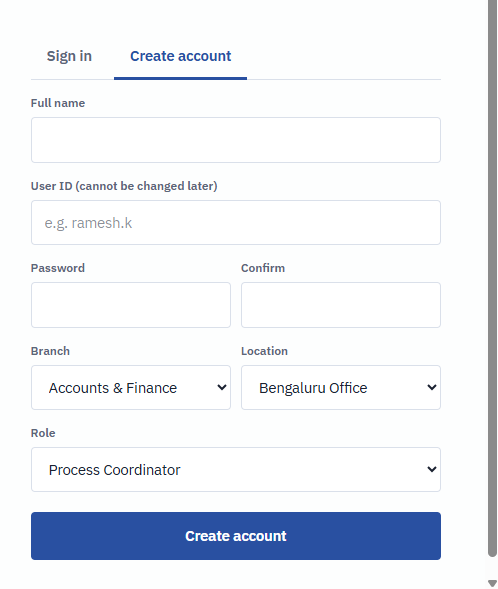 Sign in Create account
Full name
User ID (cannot be changed later)
e.g. ramesh.k
Password Confirm
Branch Location
Accounts & Finance Bengaluru Office
Role
Process Coordinator
Create account